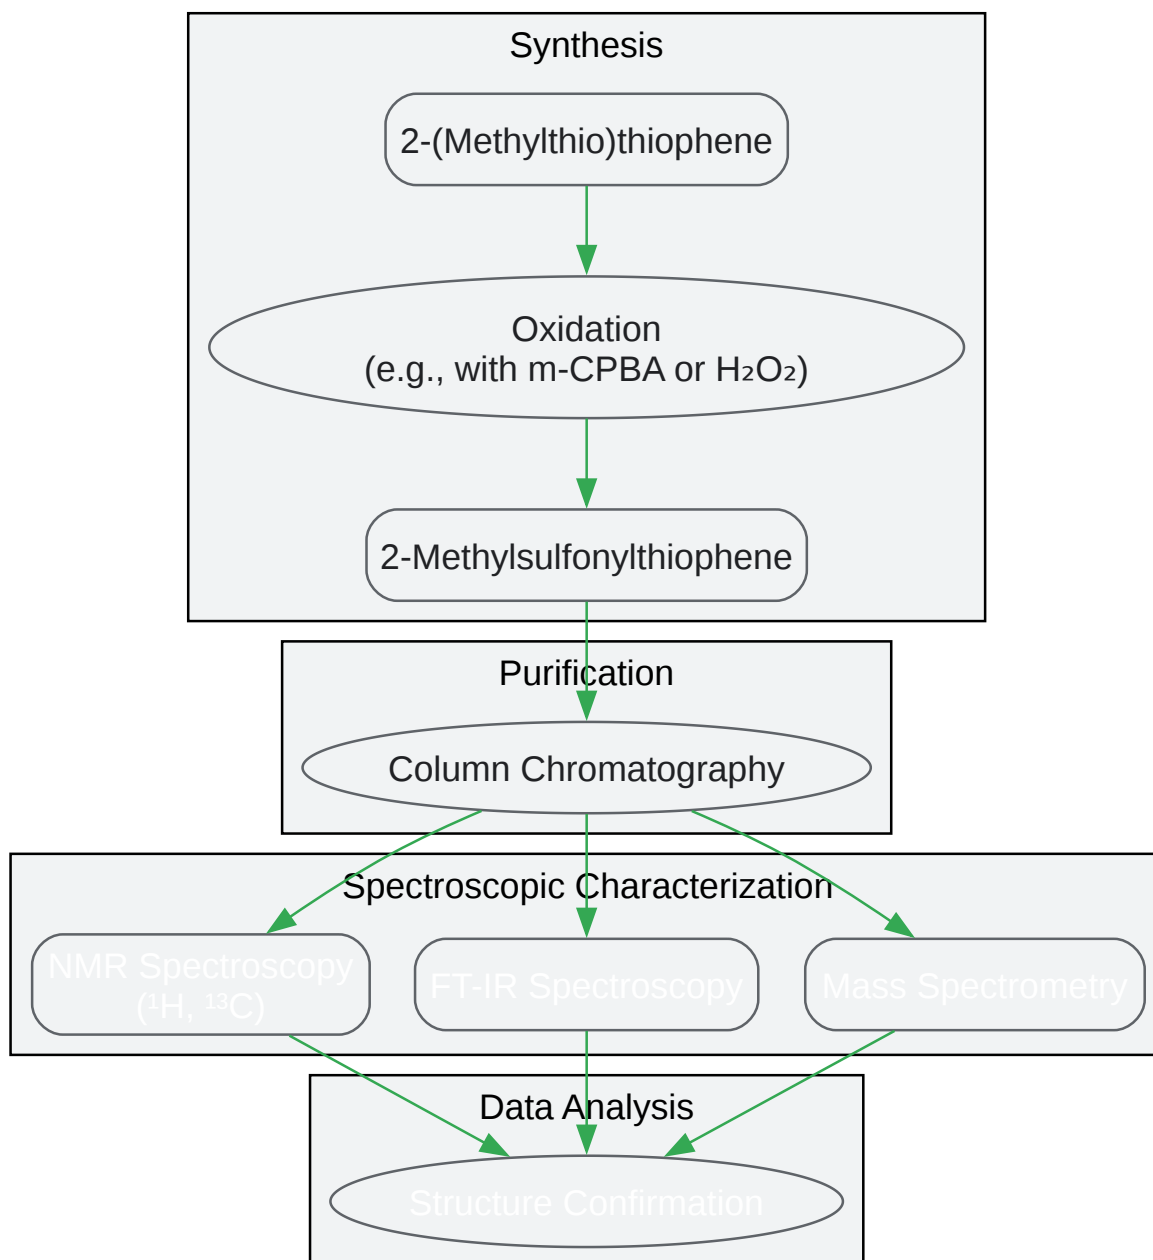 Synthesis
2-(Methylthio)thiophene
Oxidation
(e.g., with m-CPBA or H₂O₂)
2-Methylsulfonylthiophene
Purification
Column Chromatography
Spectroscopic Characterization
NMR Spectroscopy
(¹H, ¹³C)
FT-IR Spectroscopy
Mass Spectrometry
Data Analysis
Structure Confirmation